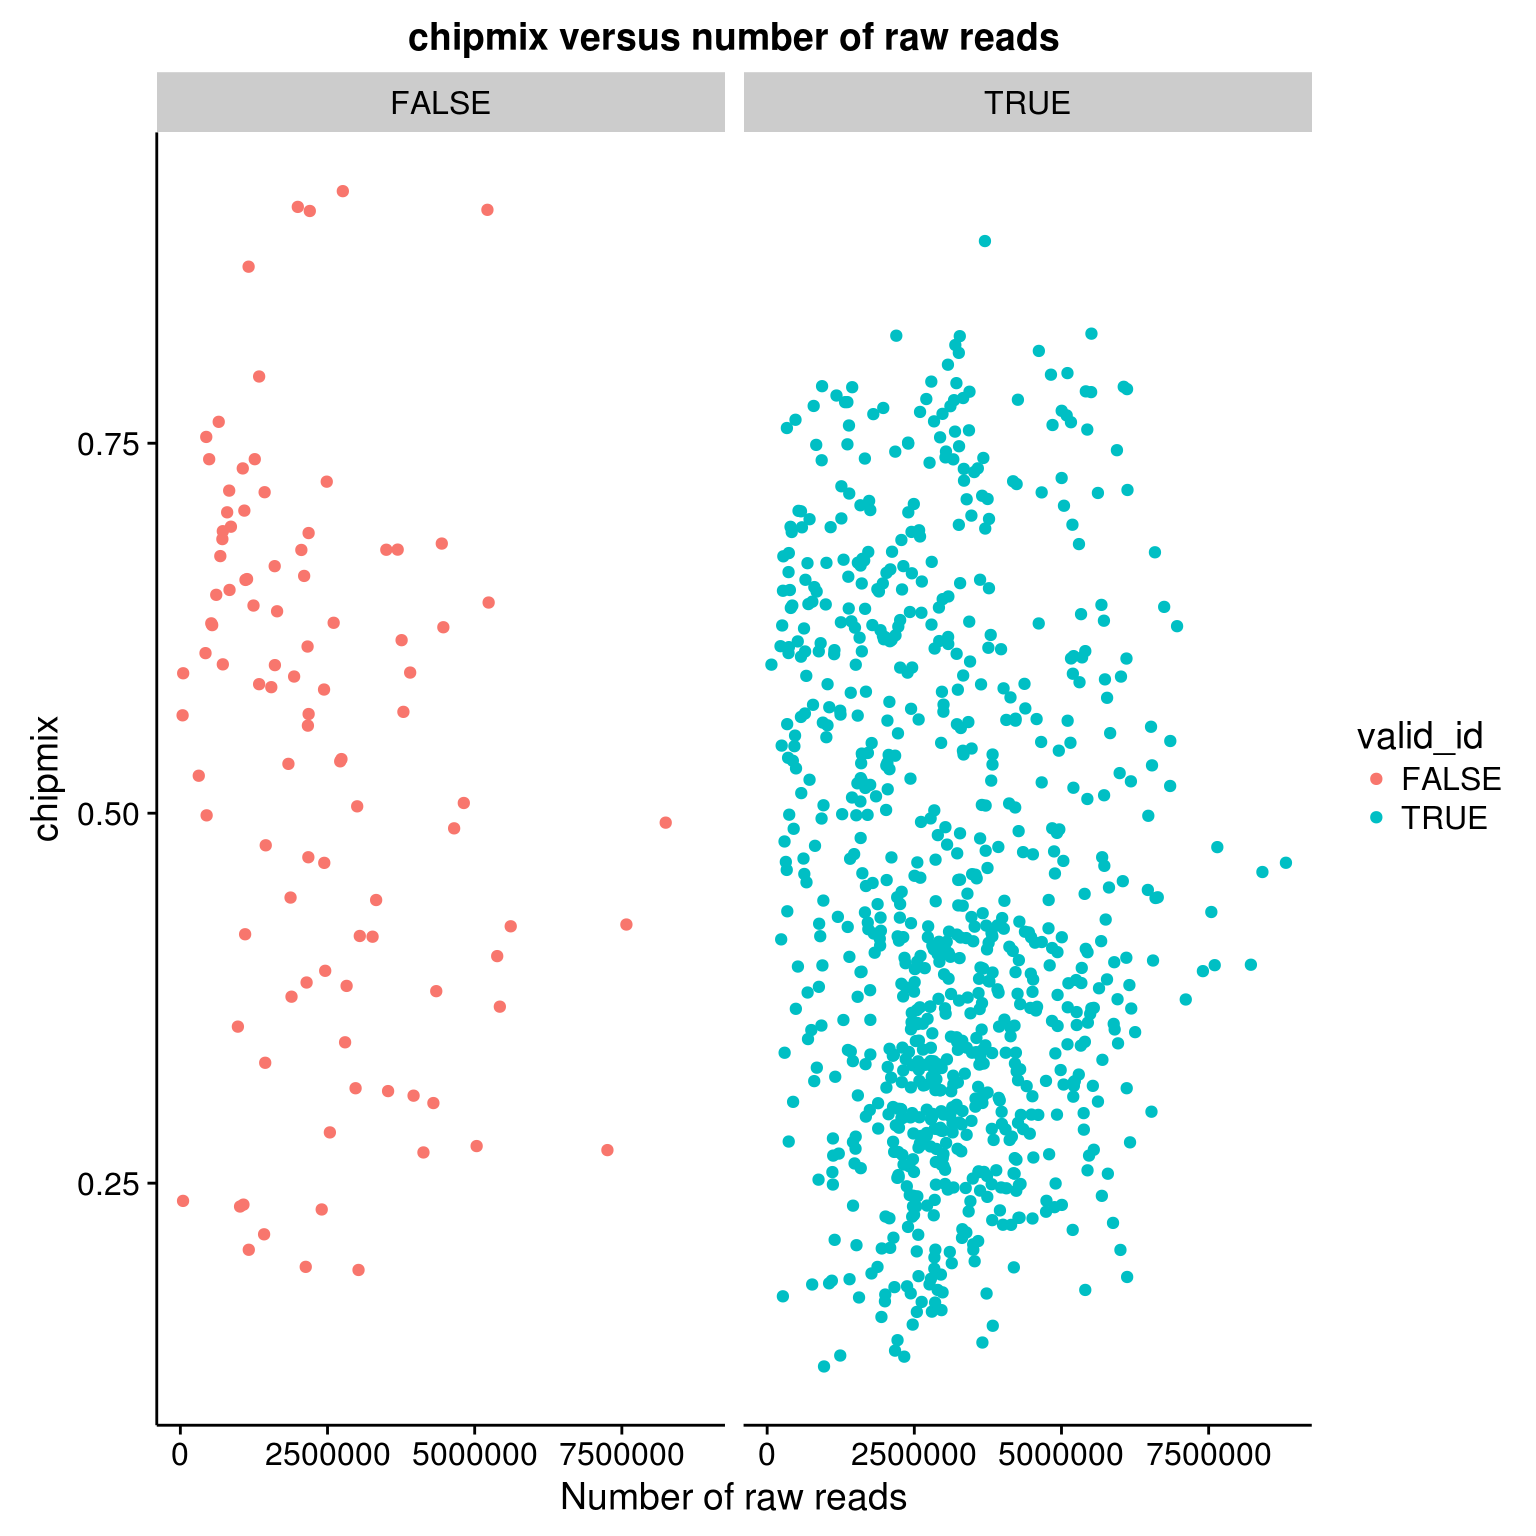 chipmix versus number of raw reads
FALSE TRUE
chipmix
0.75
0.50
0.25
0 2500000 5000000 7500000 0 2500000 5000000 7500000
Number of raw reads
valid_id
FALSE
TRUE